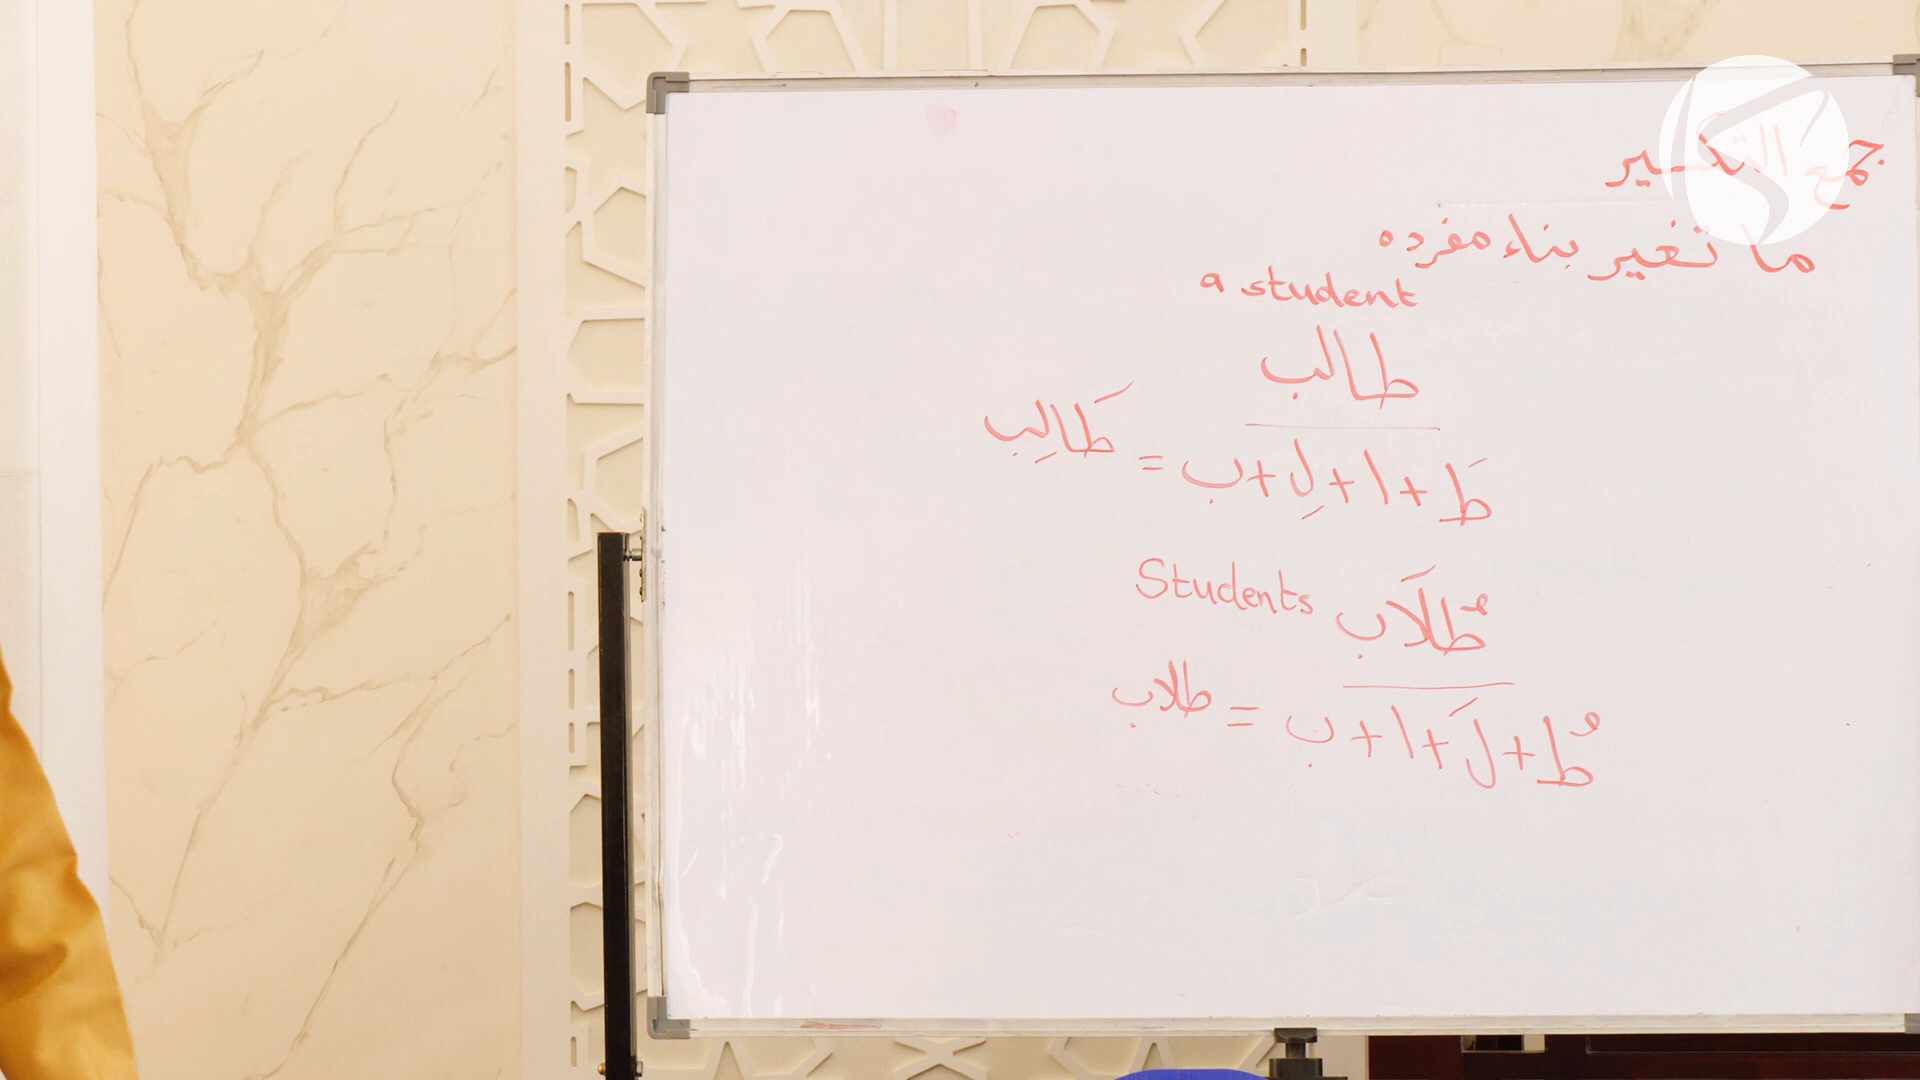 جمع التكسير
ما تغير بناء مفرده
a student
طالب
طَ + ا + لِ + ب = طَالِب
طُلَاب Students
طُ + لَ + ا + ب = طلاب